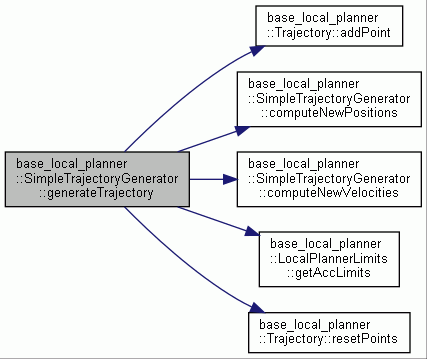 base_local_planner
::SimpleTrajectoryGenerator
::generateTrajectory
base_local_planner
::Trajectory::addPoint
base_local_planner
::SimpleTrajectoryGenerator
::computeNewPositions
base_local_planner
::SimpleTrajectoryGenerator
::computeNewVelocities
base_local_planner
::LocalPlannerLimits
::getAccLimits
base_local_planner
::Trajectory::resetPoints